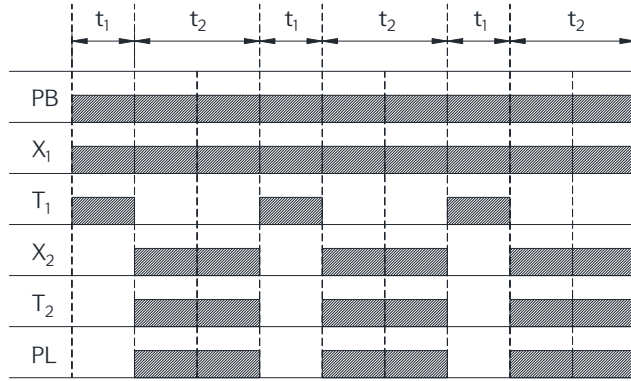 t₁ t₂ t₁ t₂ t₁ t₂
PB
X₁
T₁
X₂
T₂
PL